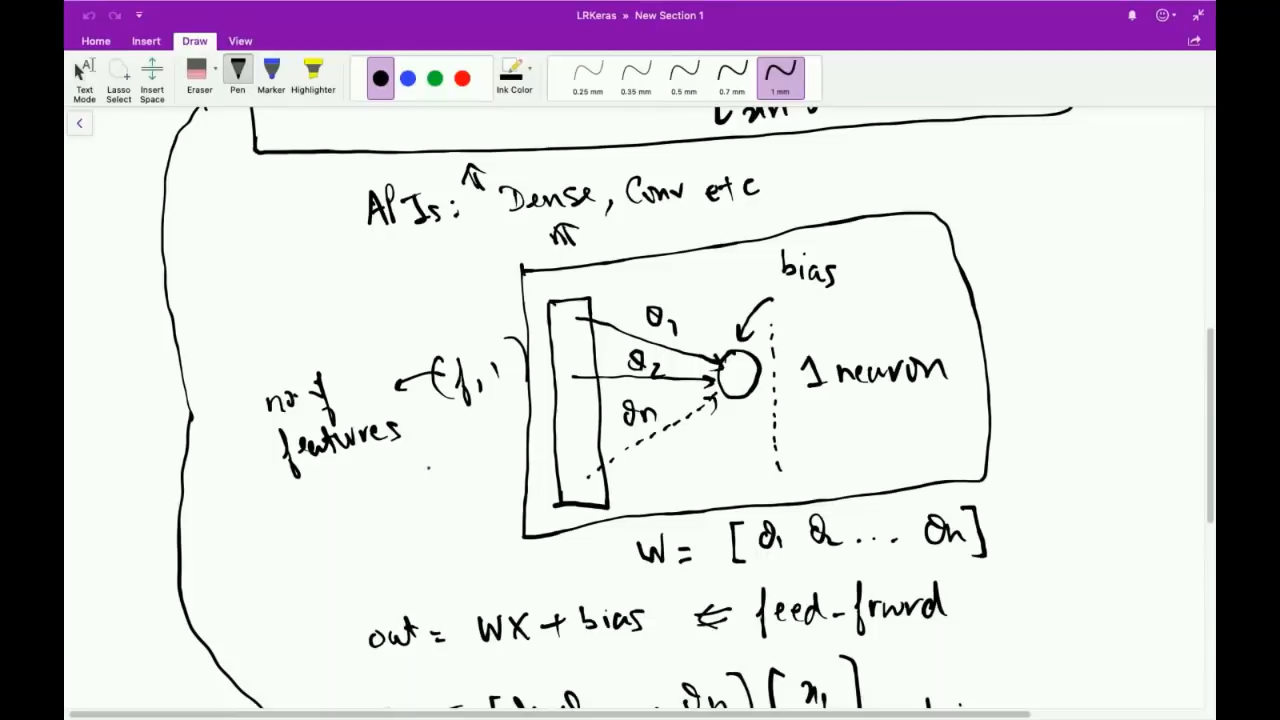 LRKeras » New Section 1
Home Insert Draw View
Text Mode
Lasso Select
Insert Space
Eraser
Pen
Marker
Highlighter
Ink Color
0.25 mm
0.35 mm
0.5 mm
0.7 mm
1 mm
APIs: Dense, Conv etc
bias
θ1
θ2
θn
1 neuron
(f, )
no of
features
W = [θ1 θ2 ... θn]
out = WX + bias ⇐ feed-frwrd
x1